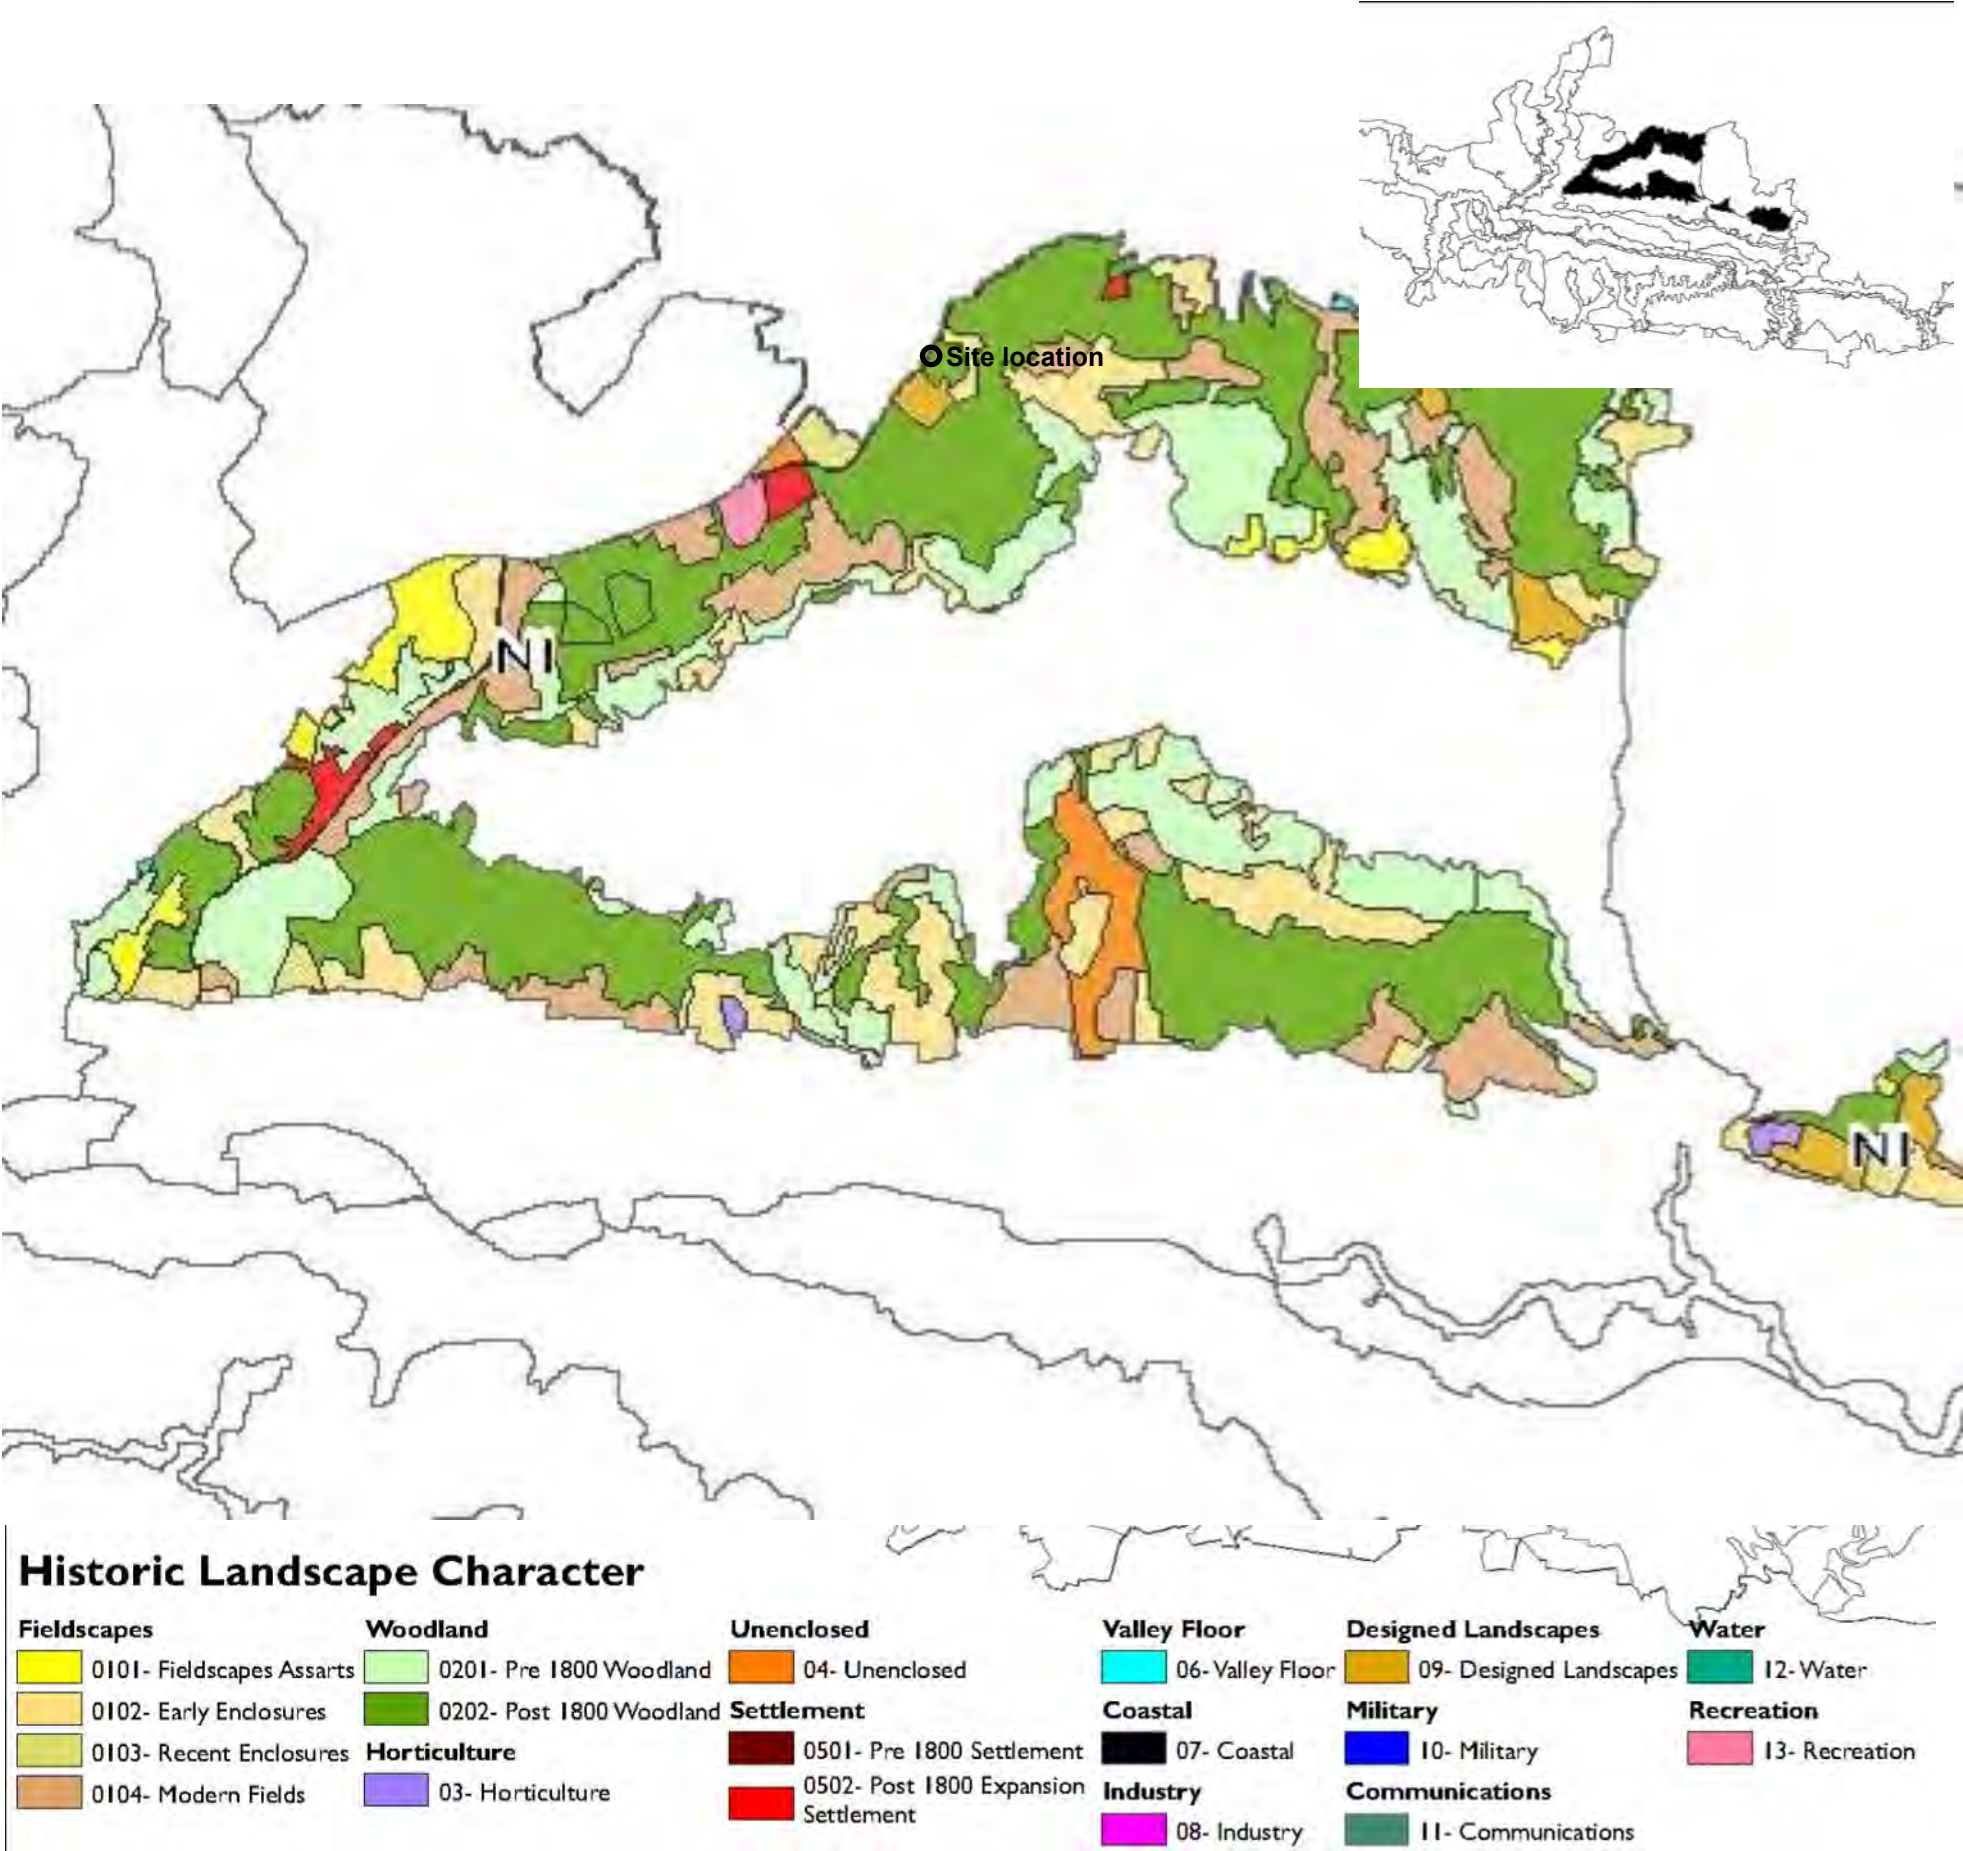 Site location
NI
NI
Historic Landscape Character
Fieldscapes
0101- Fieldscapes Assarts
0102- Early Enclosures
0103- Recent Enclosures
0104- Modern Fields
Woodland
0201- Pre 1800 Woodland
0202- Post 1800 Woodland
Horticulture
03- Horticulture
Unenclosed
04- Unenclosed
Settlement
0501- Pre 1800 Settlement
0502- Post 1800 Expansion
Settlement
Valley Floor
06- Valley Floor
Coastal
07- Coastal
Industry
08- Industry
Designed Landscapes
09- Designed Landscapes
Military
10- Military
Communications
11- Communications
Water
12- Water
Recreation
13- Recreation